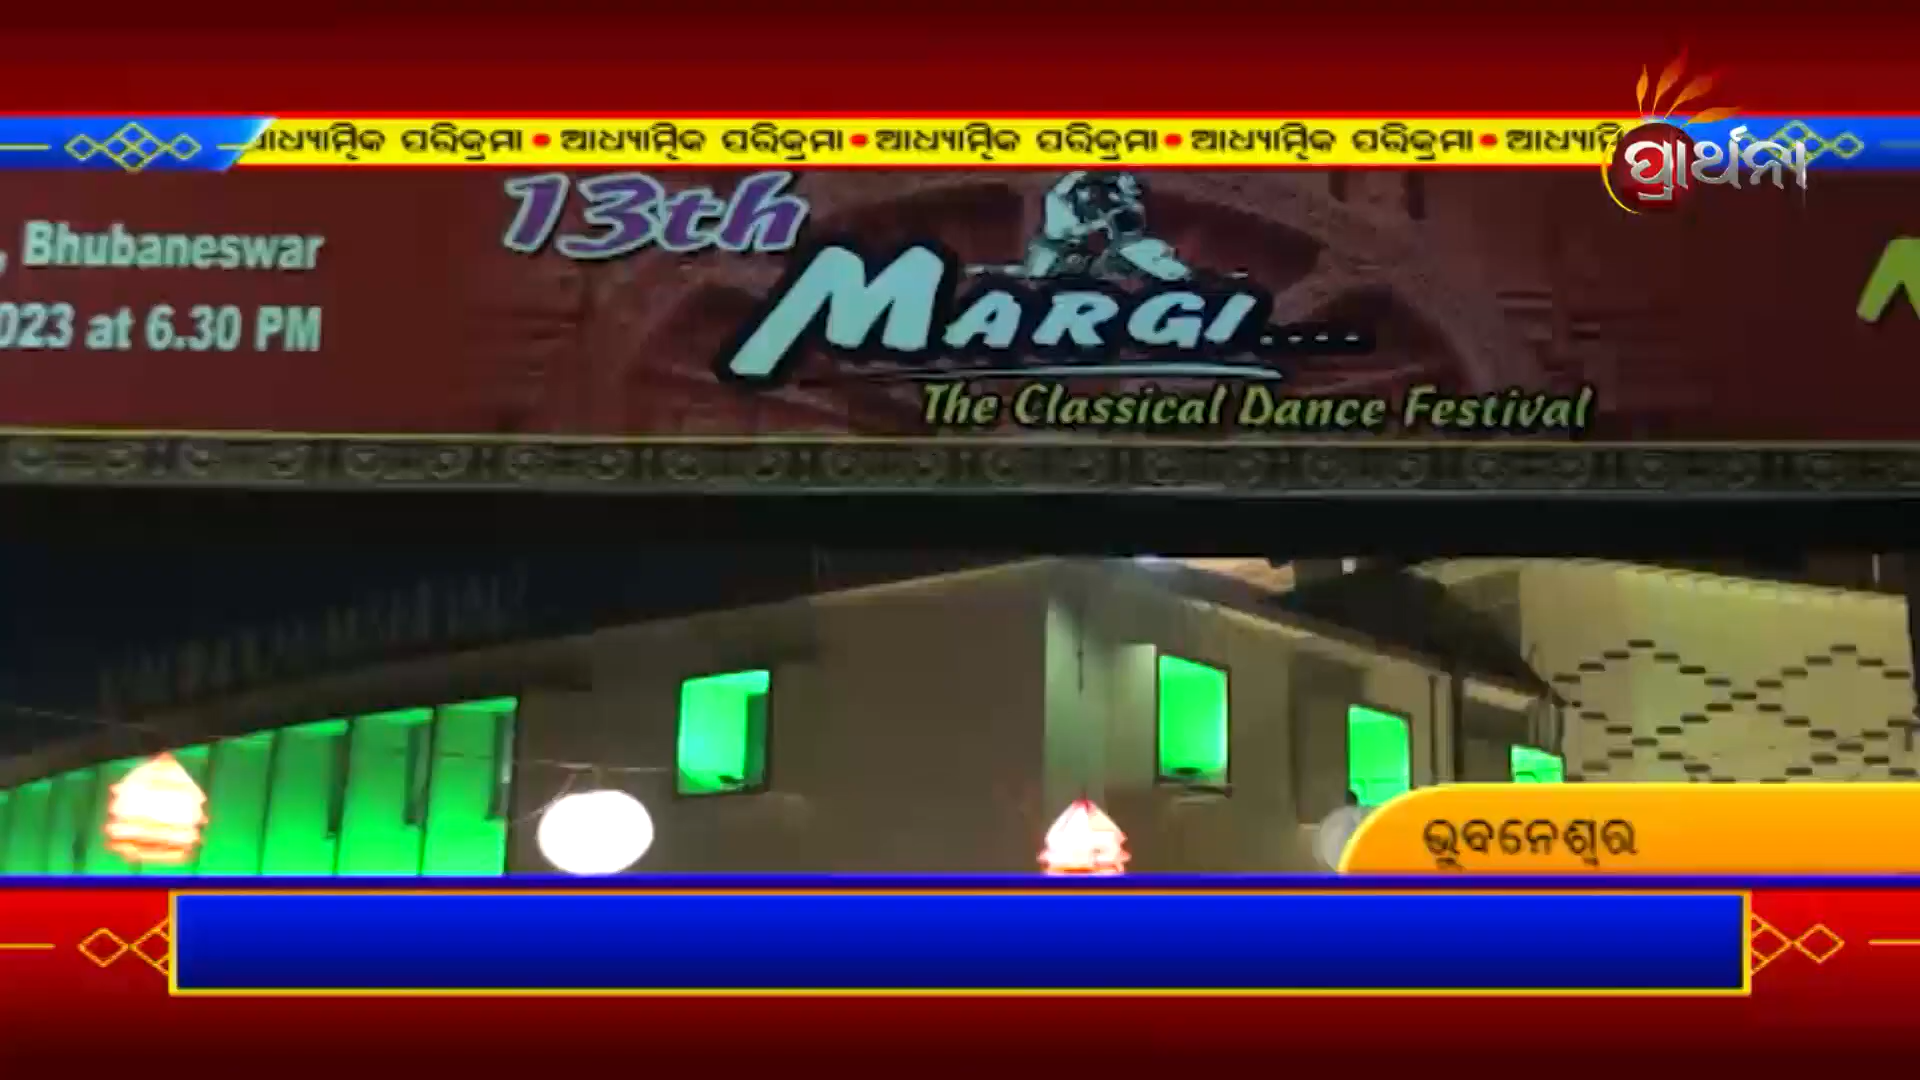 ଆଧ୍ୟାତ୍ମିକ ପରିକ୍ରମା • ଆଧ୍ୟାତ୍ମିକ ପରିକ୍ରମା • ଆଧ୍ୟାତ୍ମିକ ପରିକ୍ରମା • ଆଧ୍ୟାତ୍ମିକ ପରିକ୍ରମା •
ପ୍ରାର୍ଥନା
, Bhubaneswar
023 at 6.30 PM
13th
MARGI....
The Classical Dance Festival
ଭୁବନେଶ୍ୱର